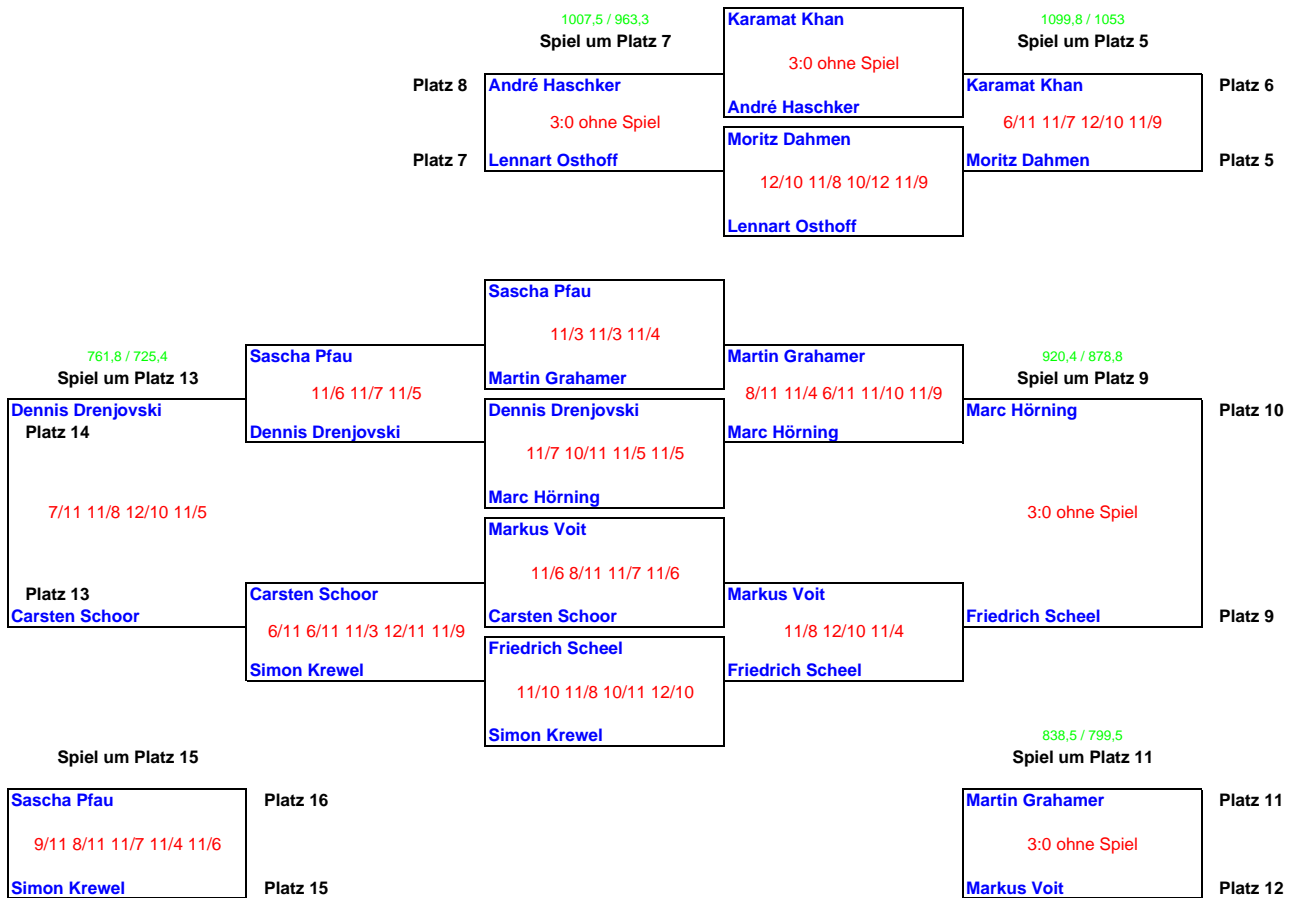 1007,5 / 963,3 Karamat Khan 1099,8 / 1053
Spiel um Platz 7 Spiel um Platz 5
3:0 ohne Spiel
Platz 8 André Haschker Karamat Khan Platz 6
André Haschker
3:0 ohne Spiel 6/11 11/7 12/10 11/9
Moritz Dahmen
Platz 7 Lennart Osthoff Moritz Dahmen Platz 5
12/10 11/8 10/12 11/9
Lennart Osthoff
Sascha Pfau
11/3 11/3 11/4
761,8 / 725,4 Sascha Pfau Martin Grahamer 920,4 / 878,8
Spiel um Platz 13 Martin Grahamer Spiel um Platz 9
11/6 11/7 11/5 8/11 11/4 6/11 11/10 11/9
Dennis Drenjovski Dennis Drenjovski Marc Hörning Platz 10
Platz 14 Dennis Drenjovski Marc Hörning
11/7 10/11 11/5 11/5
Marc Hörning
7/11 11/8 12/10 11/5 3:0 ohne Spiel
Markus Voit
11/6 8/11 11/7 11/6
Platz 13 Carsten Schoor Markus Voit
Carsten Schoor Carsten Schoor Friedrich Scheel Platz 9
6/11 6/11 11/3 12/11 11/9 11/8 12/10 11/4
Friedrich Scheel
Simon Krewel Friedrich Scheel
11/10 11/8 10/11 12/10
Simon Krewel 838,5 / 799,5
Spiel um Platz 15 Spiel um Platz 11
Sascha Pfau Platz 16 Martin Grahamer Platz 11
9/11 8/11 11/7 11/4 11/6 3:0 ohne Spiel
Simon Krewel Platz 15 Markus Voit Platz 12